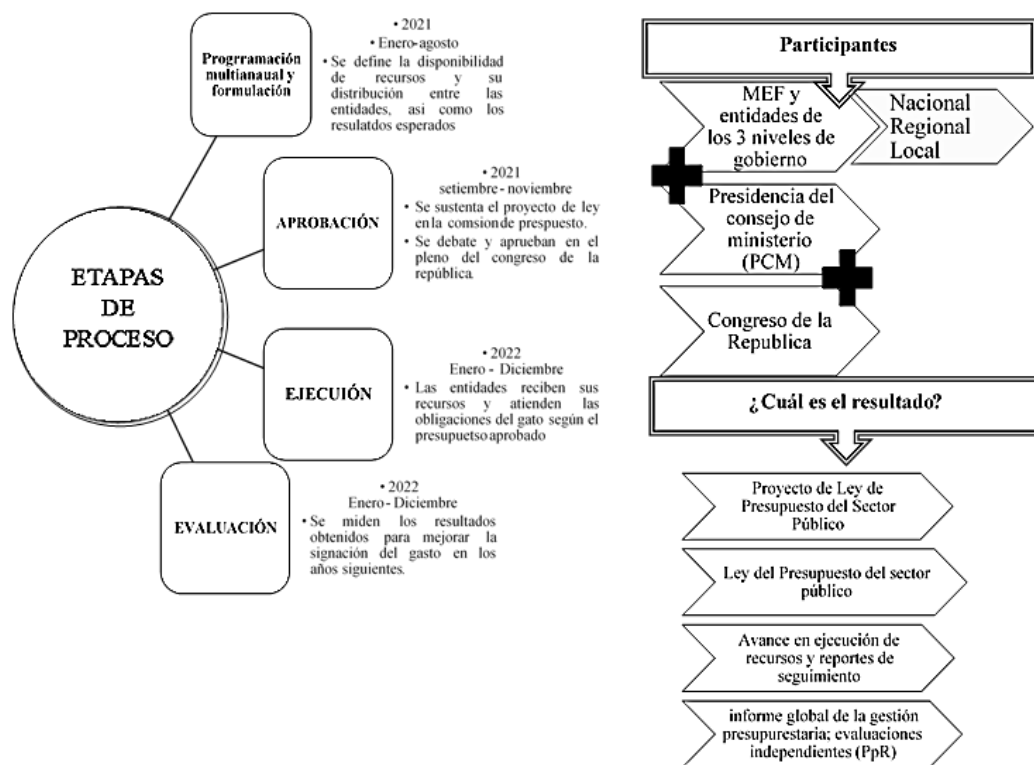 ETAPAS
DE
PROCESO
Progrramación
multianaual y
formulación
• 2021
• Enero-agosto
• Se define la disponibilidad
de recursos y su
distribución entre las
entidades, asi como los
resulatdos esperados
APROBACIÓN
• 2021
setiembre- noviembre
• Se sustenta el proyecto de ley
en la comsion de prespuesto.
• Se debate y aprueban en el
pleno del congreso de la
república.
EJECUIÓN
• 2022
Enero - Diciembre
• Las entidades reciben sus
recursos y atienden las
obligaciones del gato según el
presupuetso aprobado
EVALUACIÓN
• 2022
Enero- Diciembre
• Se miden los resultados
obtenidos para mejorar la
signación del gasto en los
años siguientes.
Participantes
MEF y
entidades de
los 3 niveles de
gobierno
Nacional
Regional
Local
Presidencia del
consejo de
ministerio
(PCM)
Congreso de la
Republica
¿Cuál es el resultado?
Proyecto de Ley de
Presupuesto del Sector
Público
Ley del Presupuesto del sector
público
Avance en ejecución de
recursos y reportes de
seguimiento
informe global de la gestión
presupurestaria; evaluaciones
independientes (PpR)